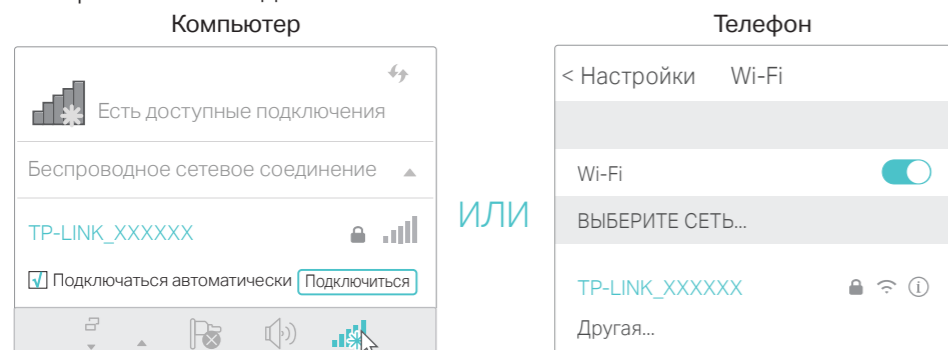 Компьютер
Есть доступные подключения
Беспроводное сетевое соединение
TP-LINK_XXXXXX
Подключаться автоматически Подключиться
ИЛИ
Телефон
< Настройки Wi-Fi
Wi-Fi
ВЫБЕРИТЕ СЕТЬ...
TP-LINK_XXXXXX
Другая...